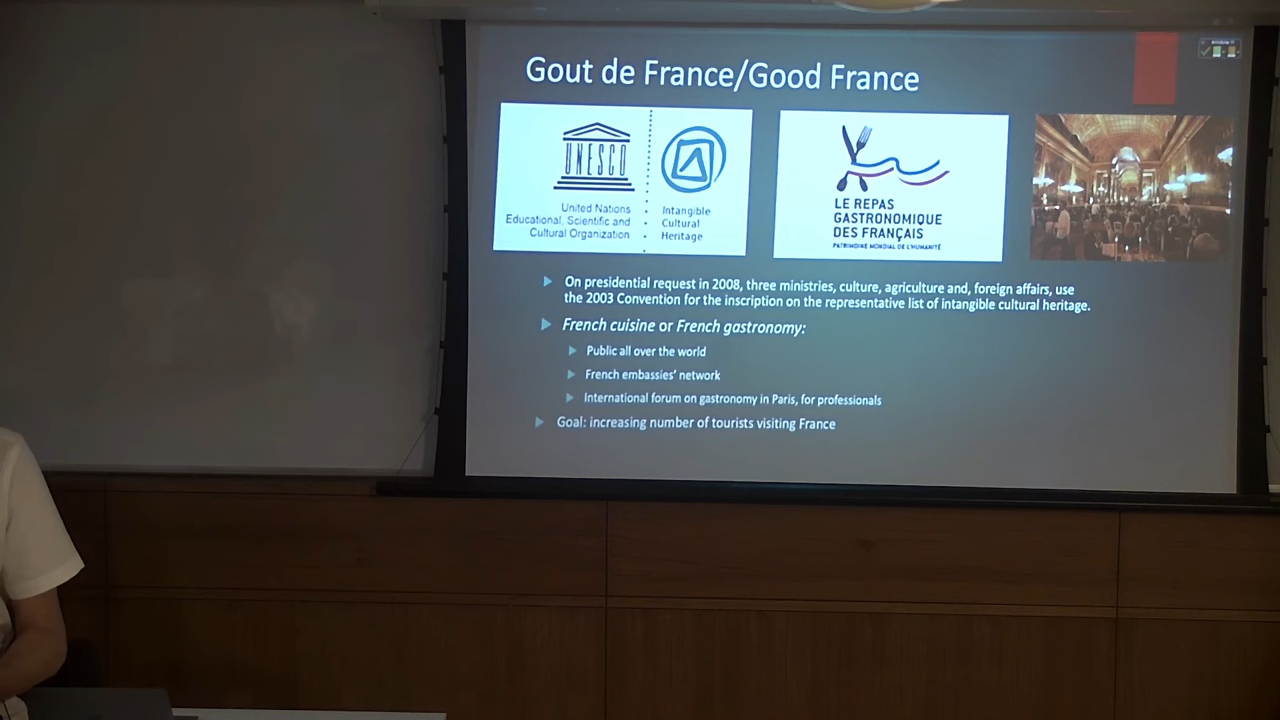 Gout de France/Good France
UNESCO
United Nations
Educational, Scientific and
Cultural Organization
Intangible
Cultural
Heritage
LE REPAS
GASTRONOMIQUE
DES FRANÇAIS
PATRIMOINE MONDIAL DE L'HUMANITÉ
On presidential request in 2008, three ministries, culture, agriculture and, foreign affairs, use
the 2003 Convention for the inscription on the representative list of intangible cultural heritage.
French cuisine or French gastronomy:
Public all over the world
French embassies' network
International forum on gastronomy in Paris, for professionals
Goal: increasing number of tourists visiting France